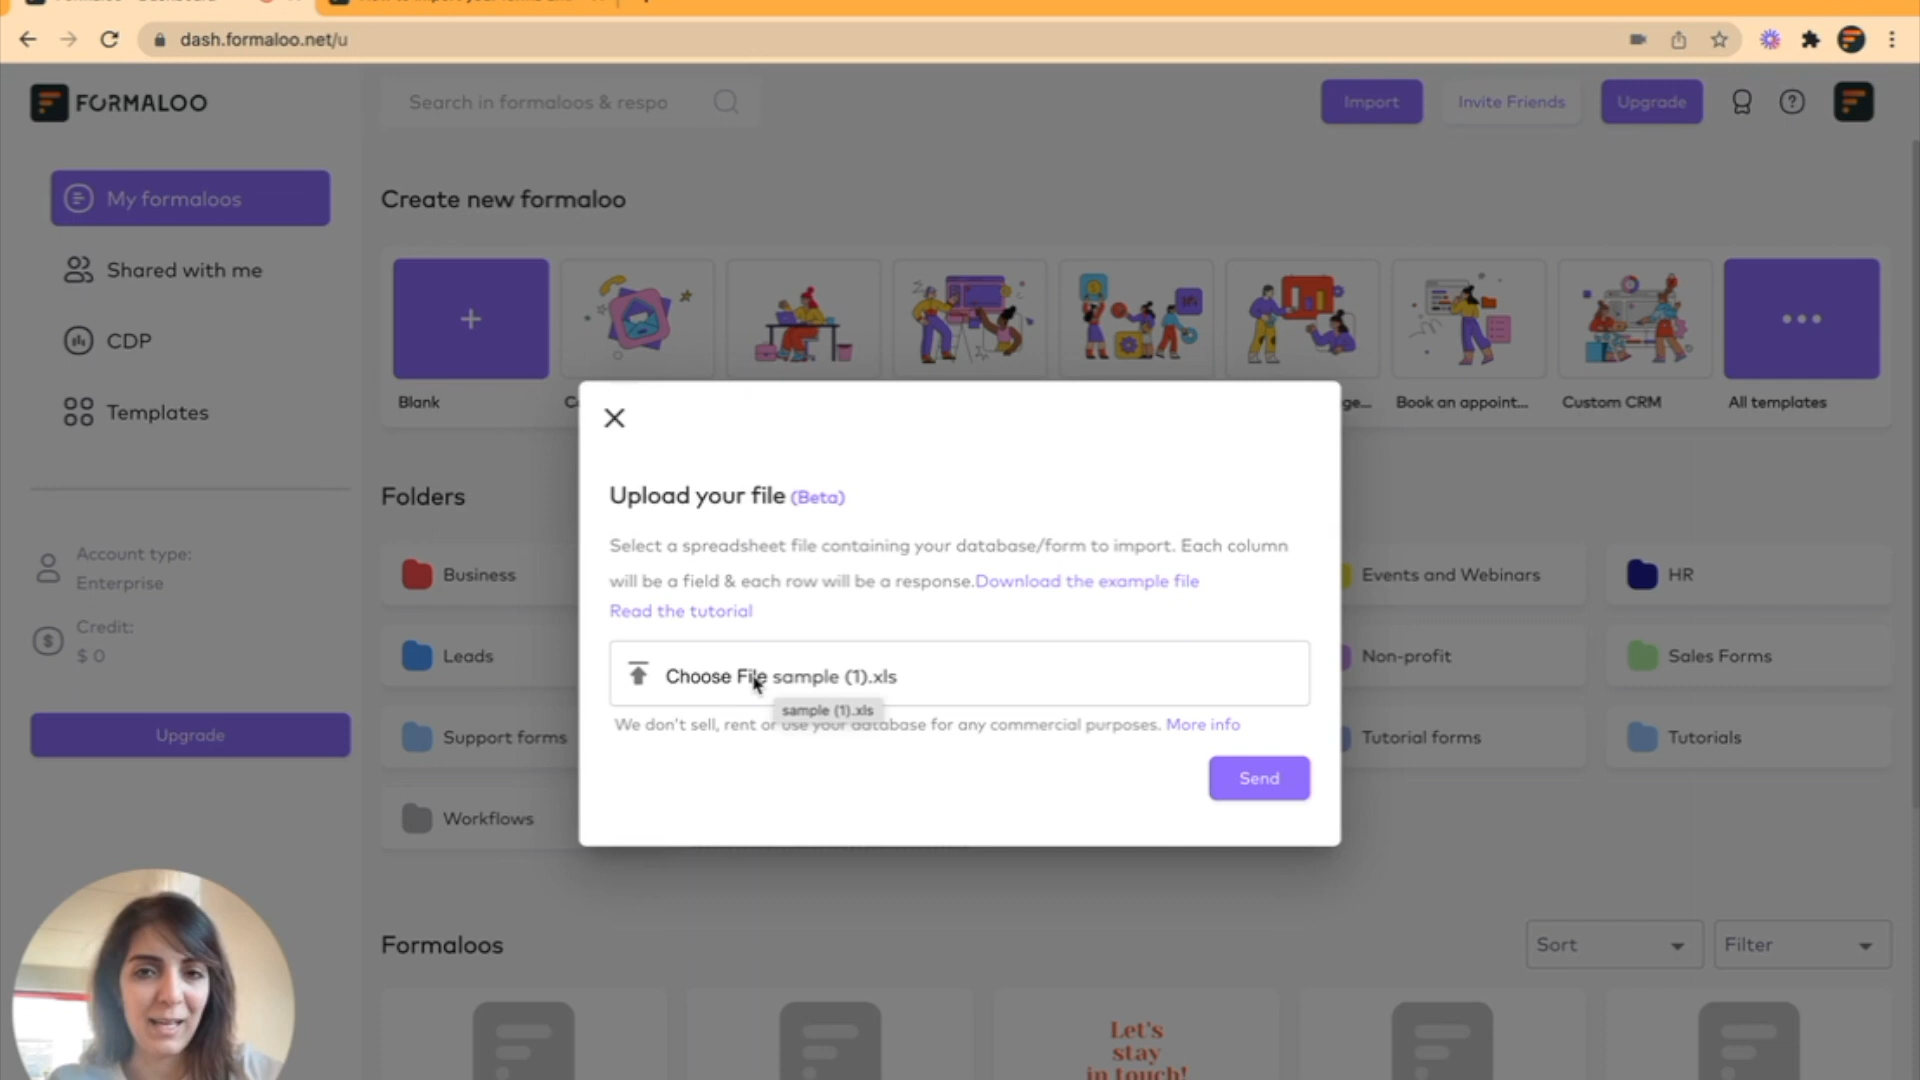 dash.formaloo.net/u
FORMALOO
Search in formaloos & respo
Import
Invite Friends
Upgrade
My formaloos
Shared with me
CDP
Templates
Account type:
Enterprise
Credit:
$ 0
Upgrade
Create new formaloo
Blank
ge...
Book an appoint...
Custom CRM
All templates
Folders
Business
Events and Webinars
HR
Leads
Non-profit
Sales Forms
Support forms
Tutorial forms
Tutorials
Workflows
Upload your file (Beta)
Select a spreadsheet file containing your database/form to import. Each column
will be a field & each row will be a response.Download the example file
Read the tutorial
Choose File sample (1).xls
sample (1).xls
We don't sell, rent or use your database for any commercial purposes. More info
Send
Formaloos
Sort
Filter
Let's
stay
in touch!